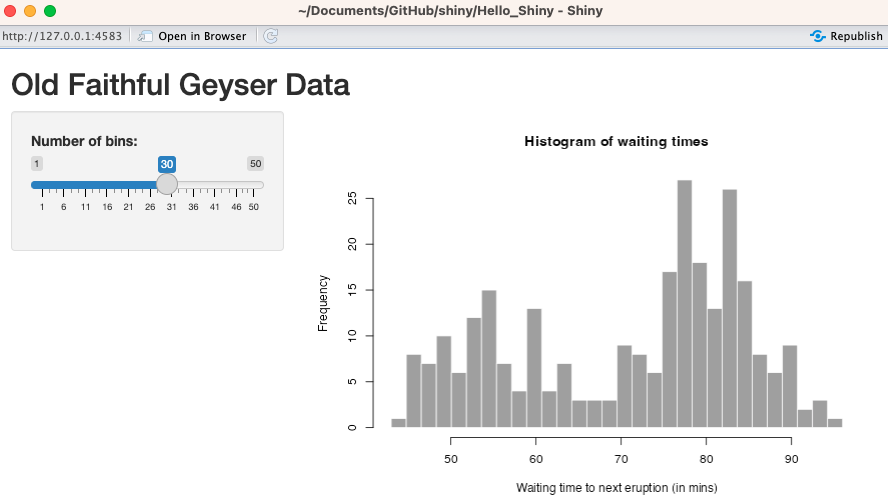 ~/Documents/GitHub/shiny/Hello_Shiny - Shiny
http://127.0.0.1:4583 Open in Browser Republish
Old Faithful Geyser Data
Number of bins:
1 30 50
1 6 11 16 21 26 31 36 41 46 50
Histogram of waiting times
Frequency
25
20
15
10
5
0
50 60 70 80 90
Waiting time to next eruption (in mins)